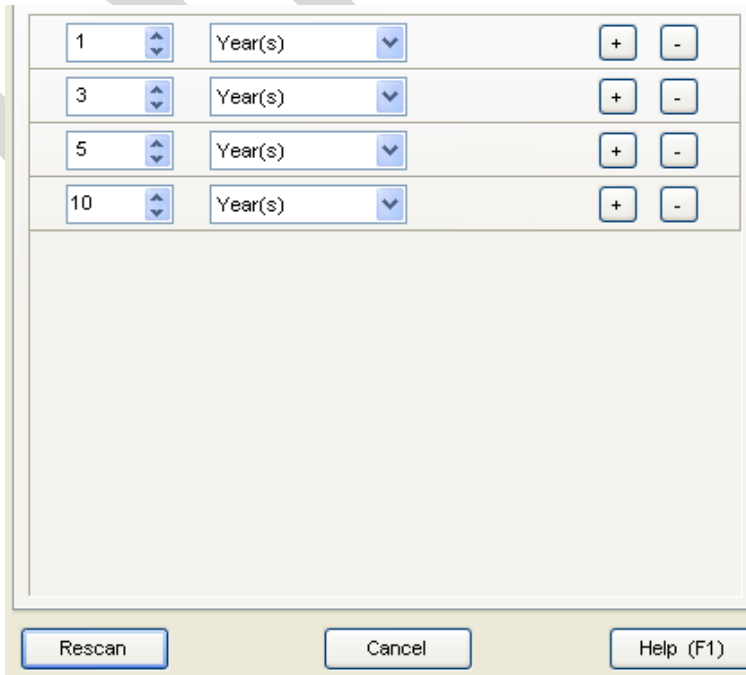 1 Year(s) + -
3 Year(s) + -
5 Year(s) + -
10 Year(s) + -
Rescan Cancel Help (F1)